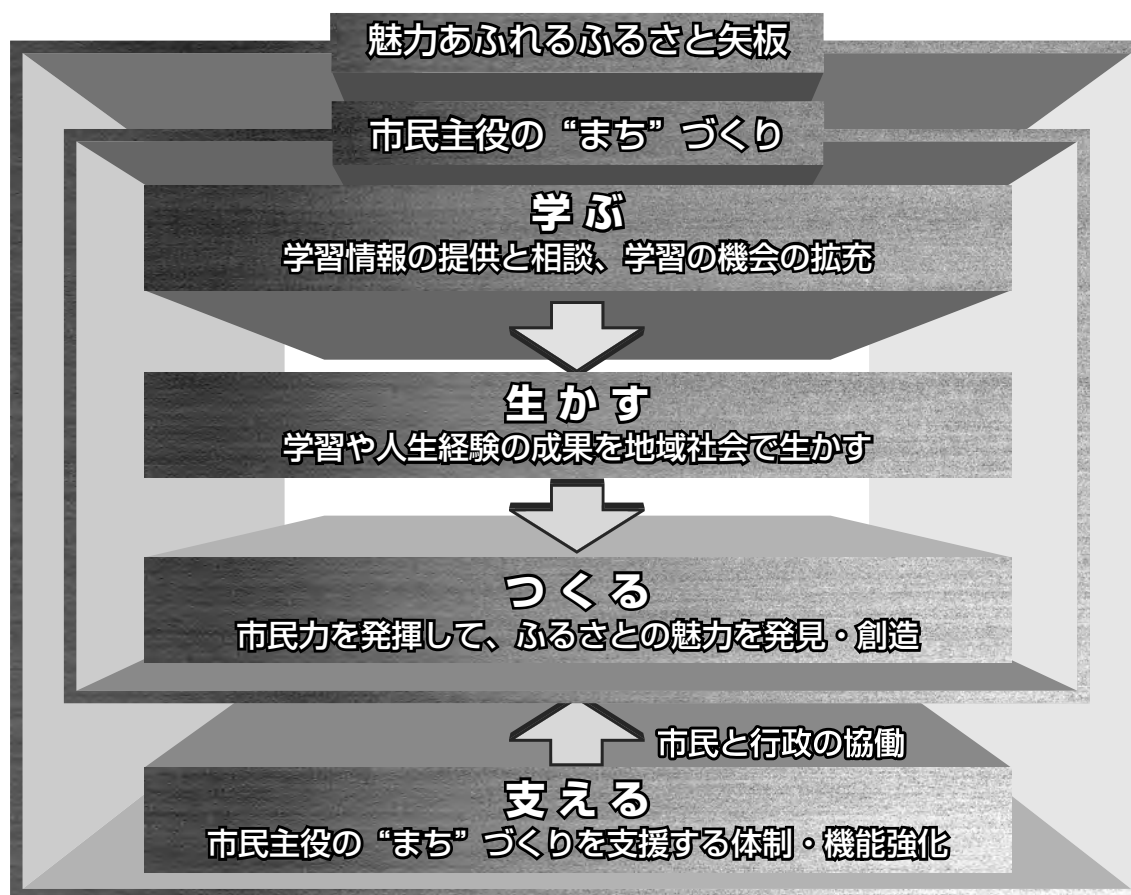 魅力あふれるふるさと矢板
市民主役の“まち”づくり
学ぶ
学習情報の提供と相談、学習の機会の拡充
生かす
学習や人生経験の成果を地域社会で生かす
つくる
市民力を発揮して、ふるさとの魅力を発見・創造
市民と行政の協働
支える
市民主役の“まち”づくりを支援する体制・機能強化